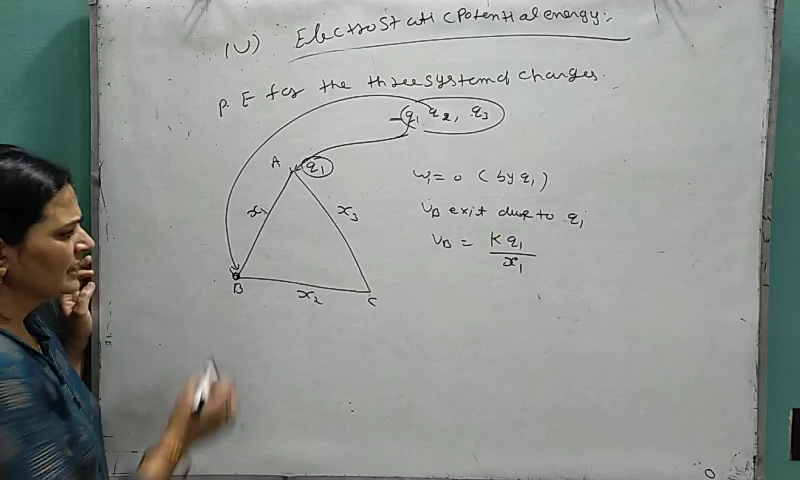 (U) Electrostatic Potential energy:
P.E for the three system of charges.
q1 q2, q3
A q1
W1 = 0 (by q1)
x1 x3
VB exit due to q1
VB = Kq1/x1
B x2 C